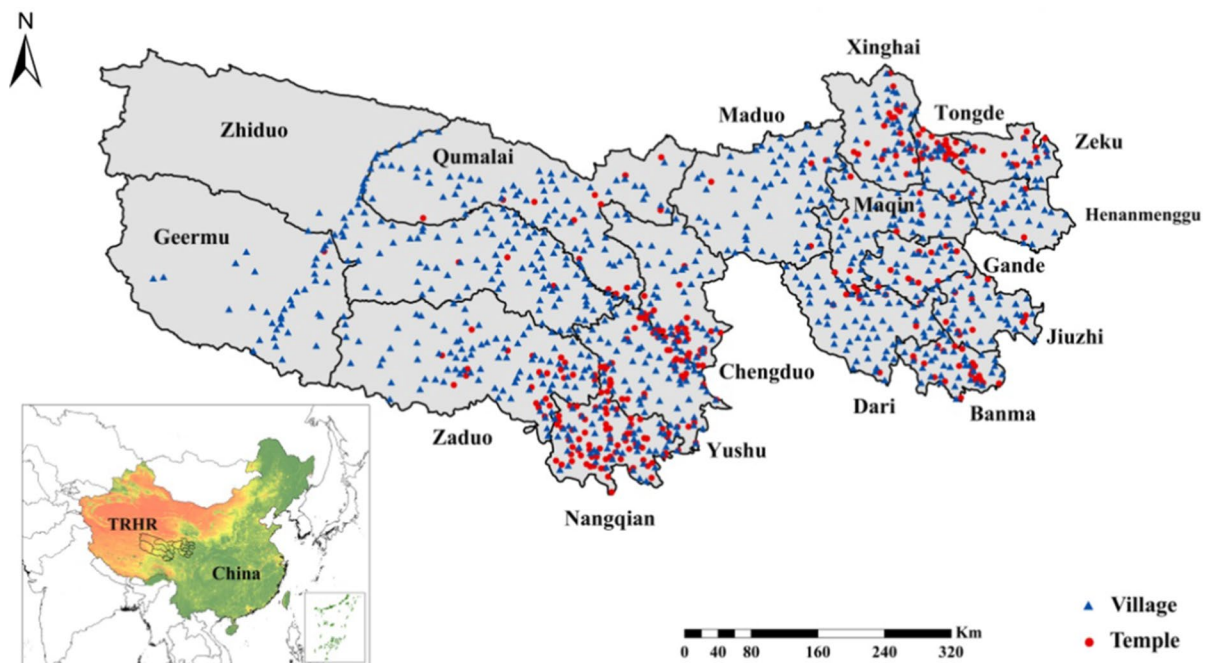 N
Xinghai
Maduo
Tongde
Zhiduo
Zeku
Qumalai
Maqin
Henanmenggu
Geermu
Gande
Jiuzhi
Chengduo
Dari
Banma
Zaduo
Yushu
Nangqian
TRHR
China
Village
Temple
Km
0 40 80 160 240 320